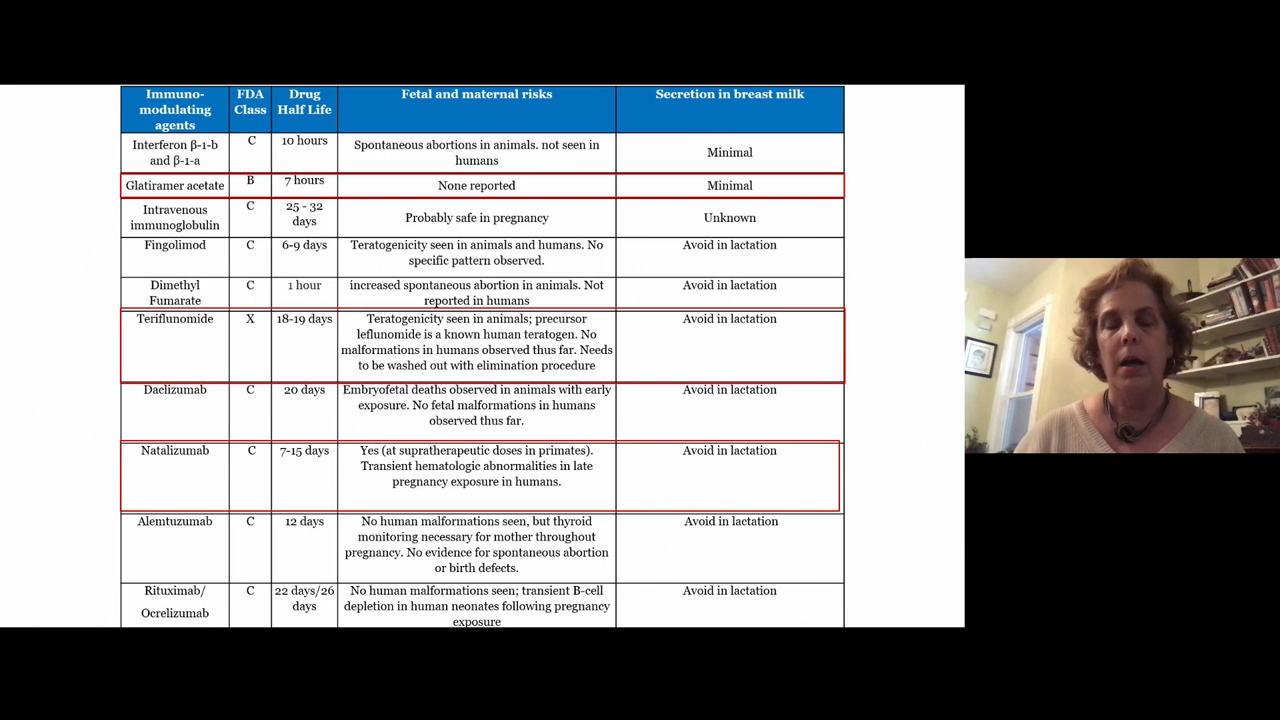 Immuno-
modulating
agents
FDA
Class
Drug
Half Life
Fetal and maternal risks
Secretion in breast milk
Interferon β-1-b
and β-1-a
C
10 hours
Spontaneous abortions in animals. not seen in
humans
Minimal
Glatiramer acetate
B
7 hours
None reported
Minimal
Intravenous
immunoglobulin
C
25 - 32
days
Probably safe in pregnancy
Unknown
Fingolimod
C
6-9 days
Teratogenicity seen in animals and humans. No
specific pattern observed.
Avoid in lactation
Dimethyl
Fumarate
C
1 hour
increased spontaneous abortion in animals. Not
reported in humans
Avoid in lactation
Teriflunomide
X
18-19 days
Teratogenicity seen in animals; precursor
leflunomide is a known human teratogen. No
malformations in humans observed thus far. Needs
to be washed out with elimination procedure
Avoid in lactation
Daclizumab
C
20 days
Embryofetal deaths observed in animals with early
exposure. No fetal malformations in humans
observed thus far.
Avoid in lactation
Natalizumab
C
7-15 days
Yes (at supratherapeutic doses in primates).
Transient hematologic abnormalities in late
pregnancy exposure in humans.
Avoid in lactation
Alemtuzumab
C
12 days
No human malformations seen, but thyroid
monitoring necessary for mother throughout
pregnancy. No evidence for spontaneous abortion
or birth defects.
Avoid in lactation
Rituximab/
Ocrelizumab
C
22 days/26
days
No human malformations seen; transient B-cell
depletion in human neonates following pregnancy
exposure
Avoid in lactation